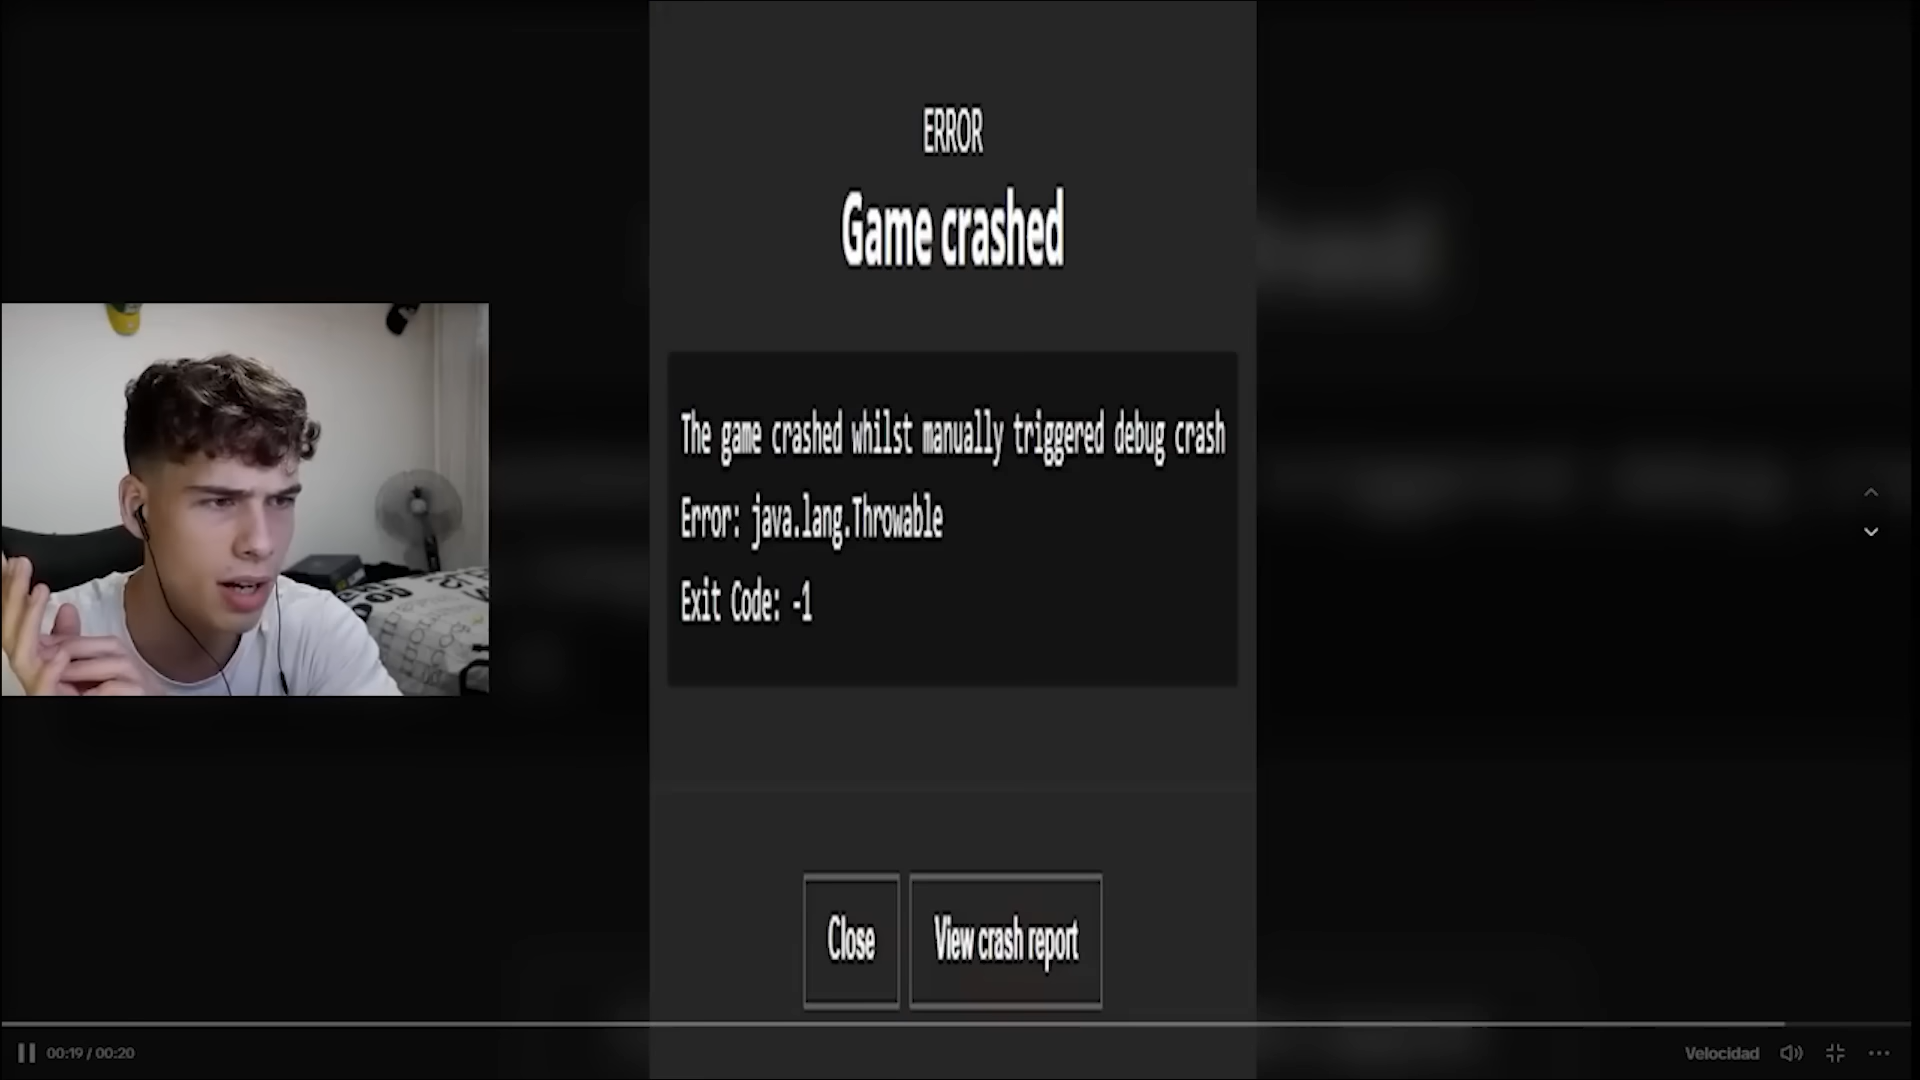 ERROR
Game crashed
The game crashed whilst manually triggered debug crash
Error: java.lang.Throwable
Exit Code: -1
Close
View crash report
00:19 / 00:20
Velocidad